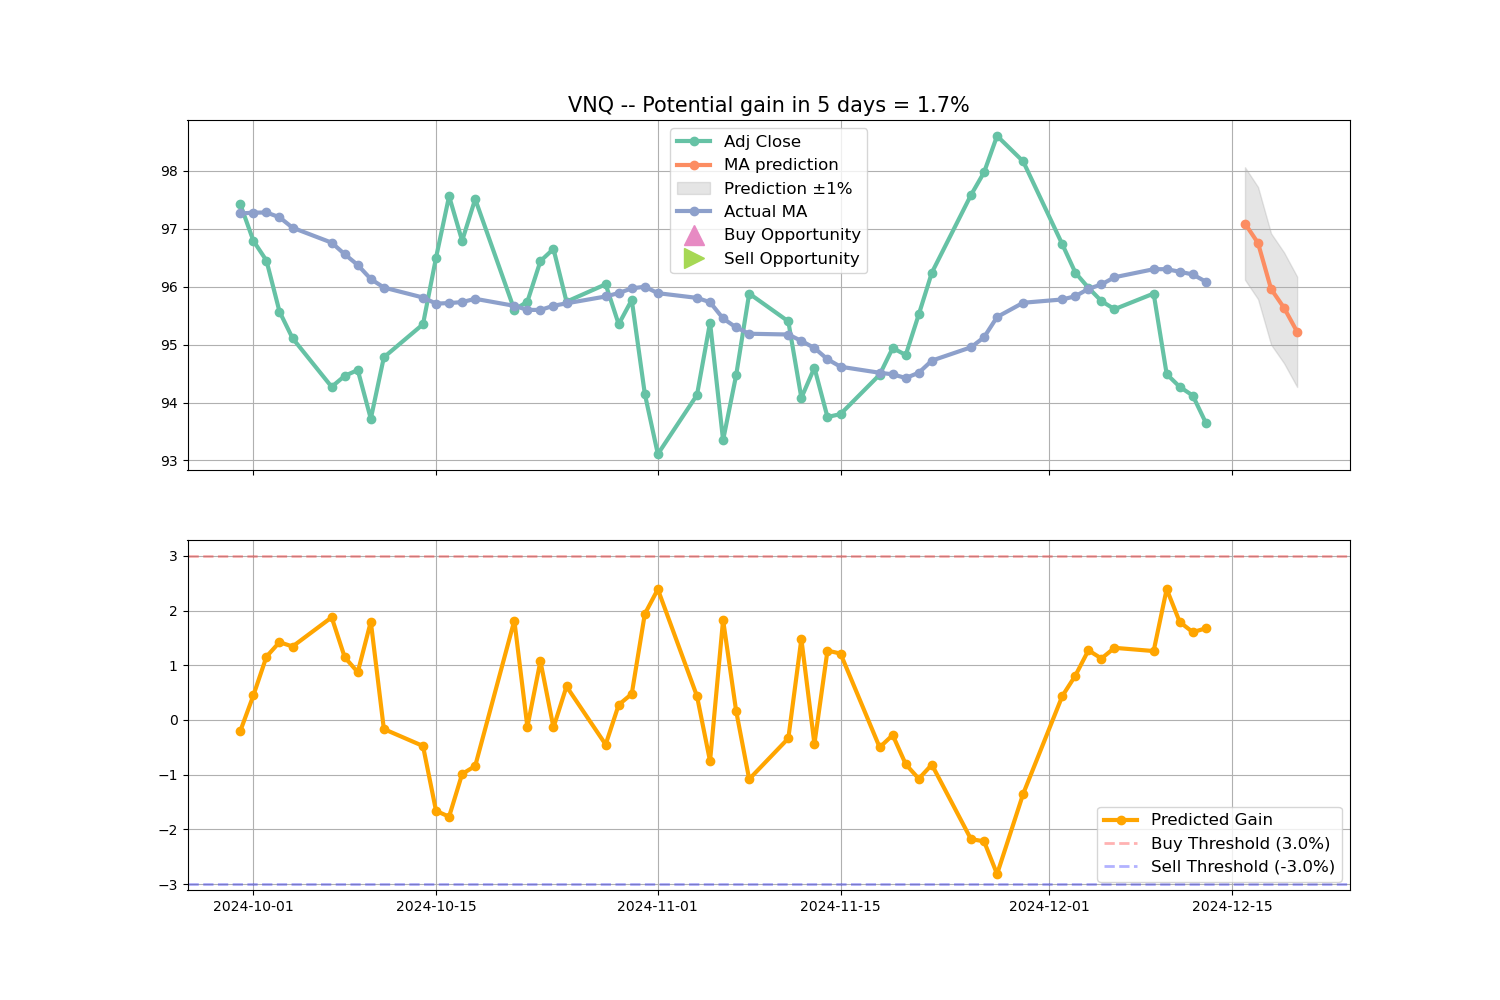 VNQ -- Potential gain in 5 days = 1.7%
Adj Close
MA prediction
Prediction ±1%
Actual MA
Buy Opportunity
Sell Opportunity
98
97
96
95
94
93
3
2
1
0
−1
−2
−3
Predicted Gain
Buy Threshold (3.0%)
Sell Threshold (-3.0%)
2024-10-01
2024-10-15
2024-11-01
2024-11-15
2024-12-01
2024-12-15